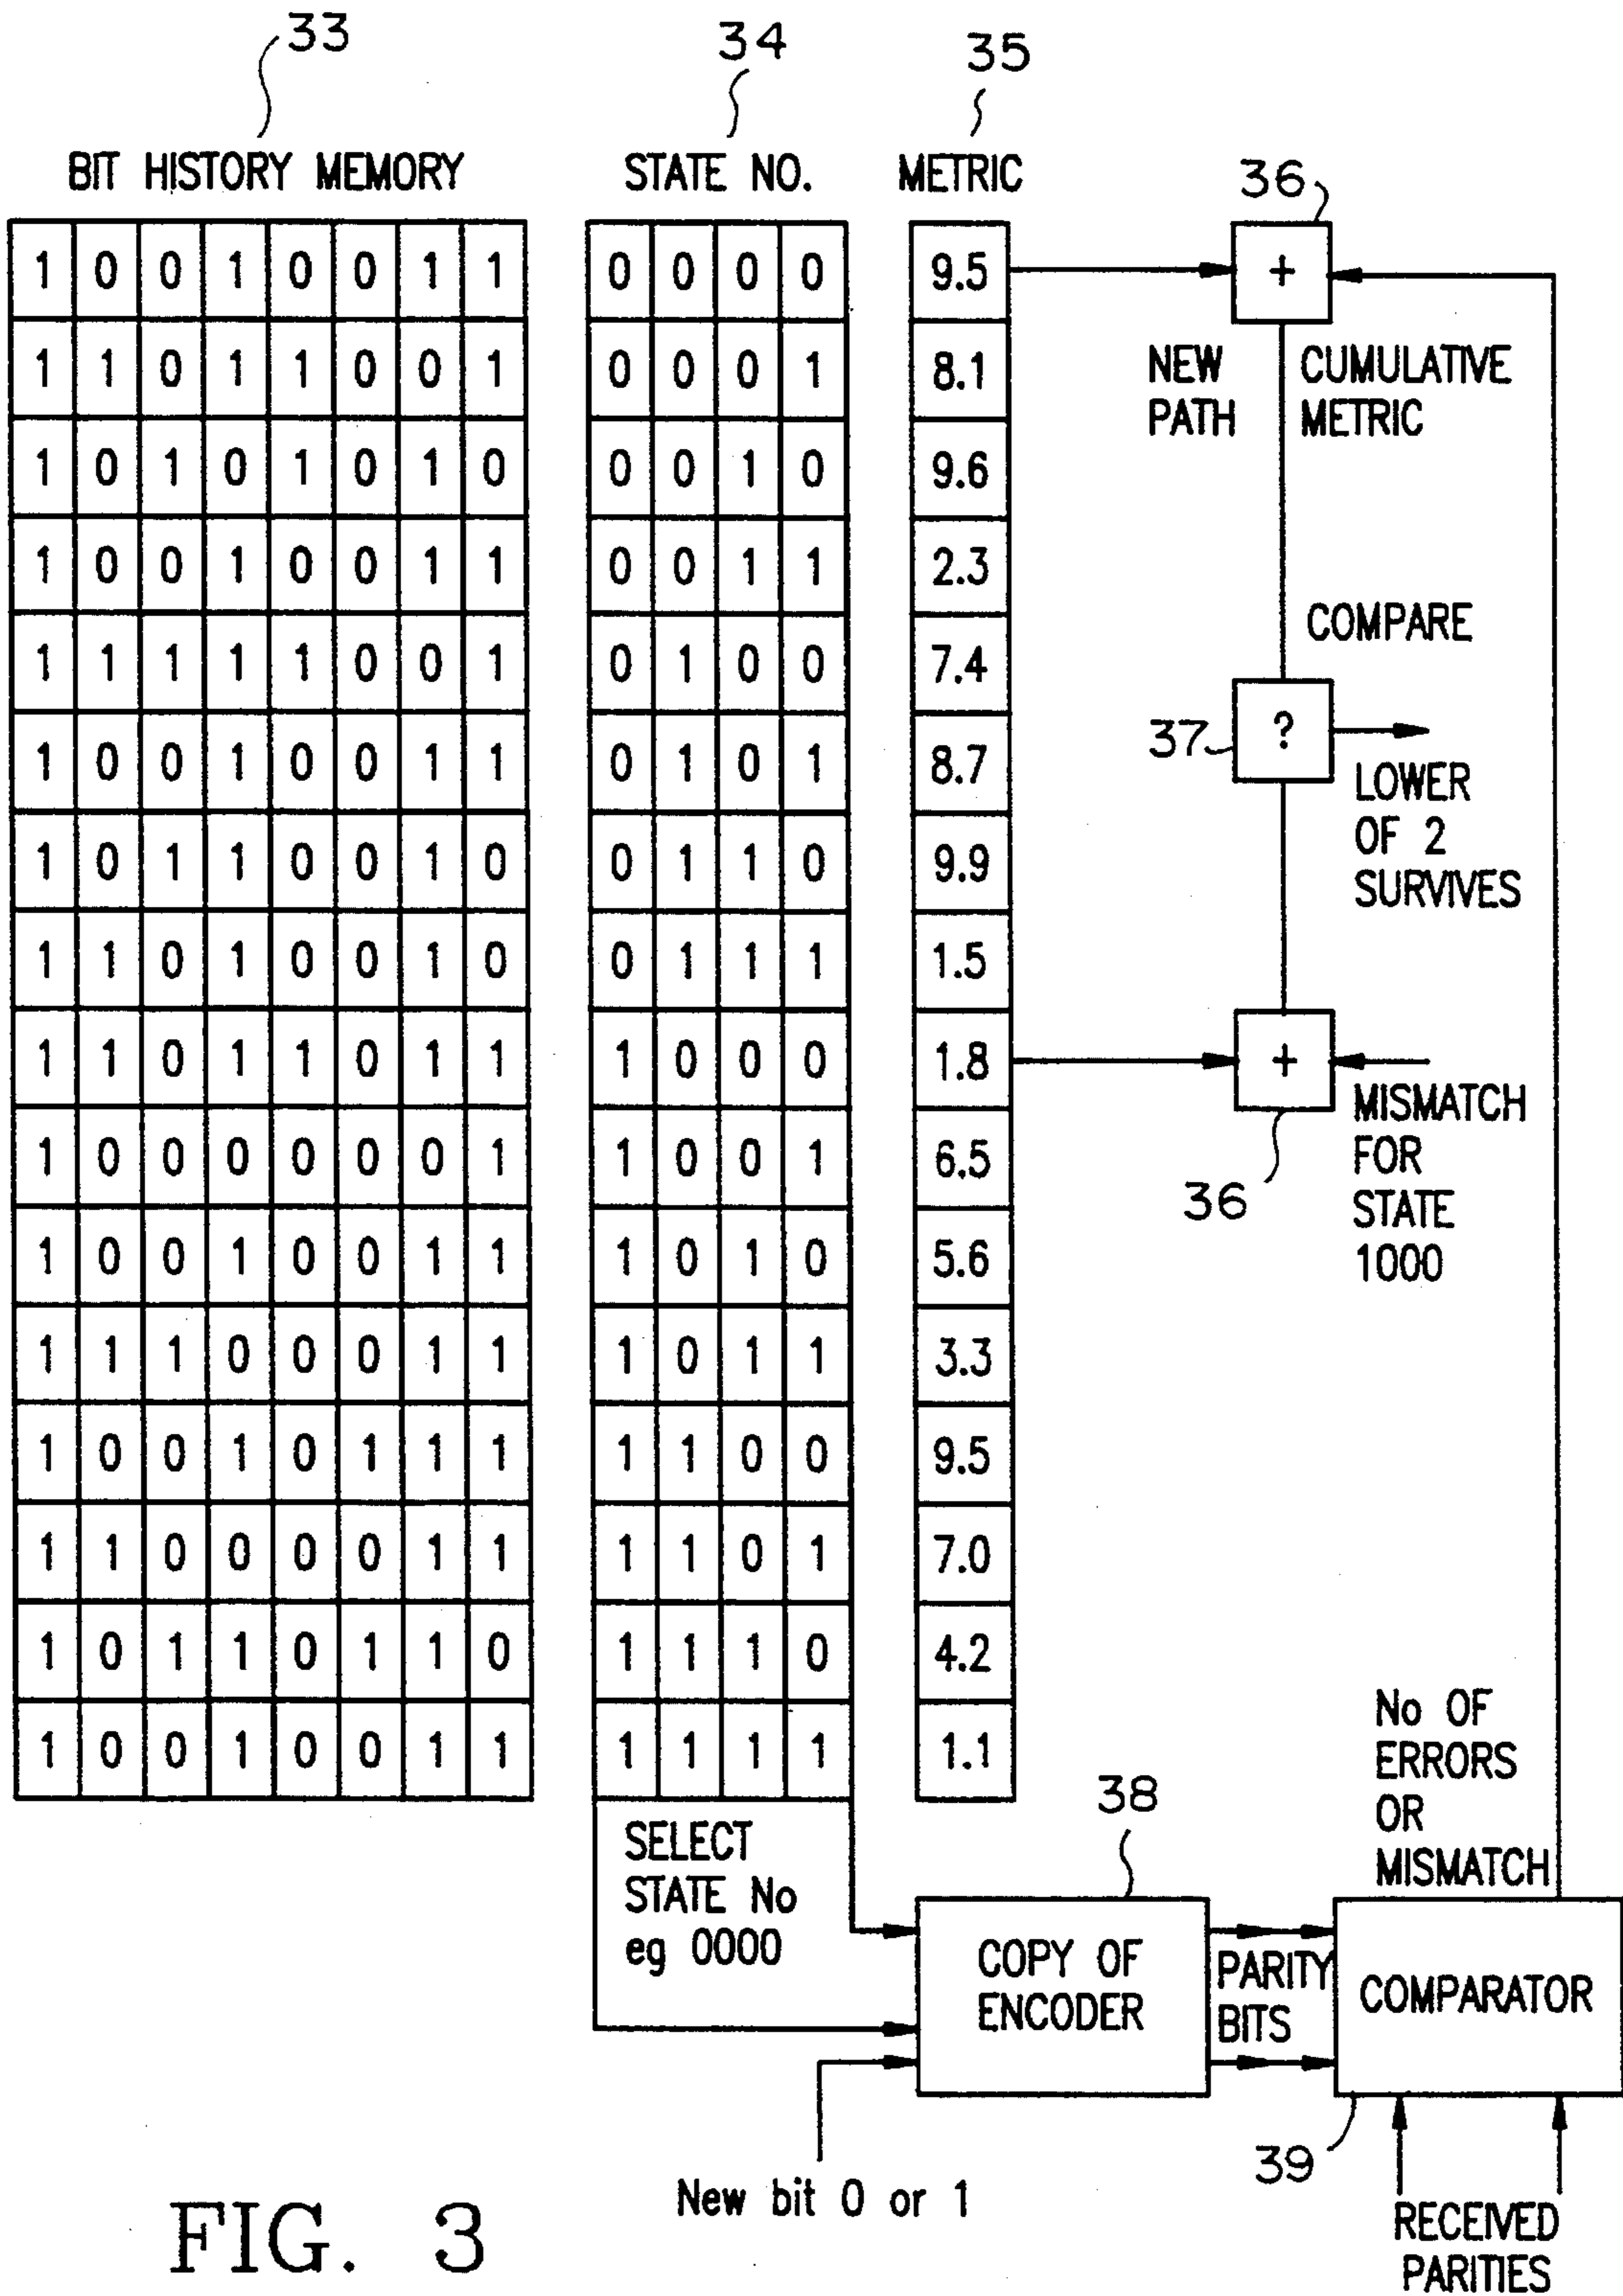 33
34
35
BIT HISTORY MEMORY
STATE NO.
METRIC
36
1 0 0 1 0 0 1 1 0 0 0 0 9.5 +
1 1 0 1 1 0 0 1 0 0 0 1 8.1
NEW PATH
CUMULATIVE METRIC
1 0 1 0 1 0 1 0 0 0 1 0 9.6
1 0 0 1 0 0 1 1 0 0 1 1 2.3
COMPARE
1 1 1 1 1 0 0 1 0 1 0 0 7.4
1 0 0 1 0 0 1 1 0 1 0 1 8.7
37
?
LOWER
OF 2
SURVIVES
1 0 1 1 0 0 1 0 0 1 1 0 9.9
1 1 0 1 0 0 1 0 0 1 1 1 1.5
1 1 0 1 1 0 1 1 1 0 0 0 1.8 +
MISMATCH
FOR
STATE
1000
36
1 0 0 0 0 0 0 1 1 0 0 1 6.5
1 0 0 1 0 0 1 1 1 0 1 0 5.6
1 1 1 0 0 0 1 1 1 0 1 1 3.3
1 0 0 1 0 1 1 1 1 1 0 0 9.5
1 1 0 0 0 0 1 1 1 1 0 1 7.0
1 0 1 1 0 1 1 0 1 1 1 0 4.2
1 0 0 1 0 0 1 1 1 1 1 1 1.1
No OF
ERRORS
OR
MISMATCH
38
SELECT
STATE No
eg 0000
COPY OF
ENCODER
PARITY
BITS
COMPARATOR
39
New bit 0 or 1
RECEIVED
PARITIES
FIG. 3